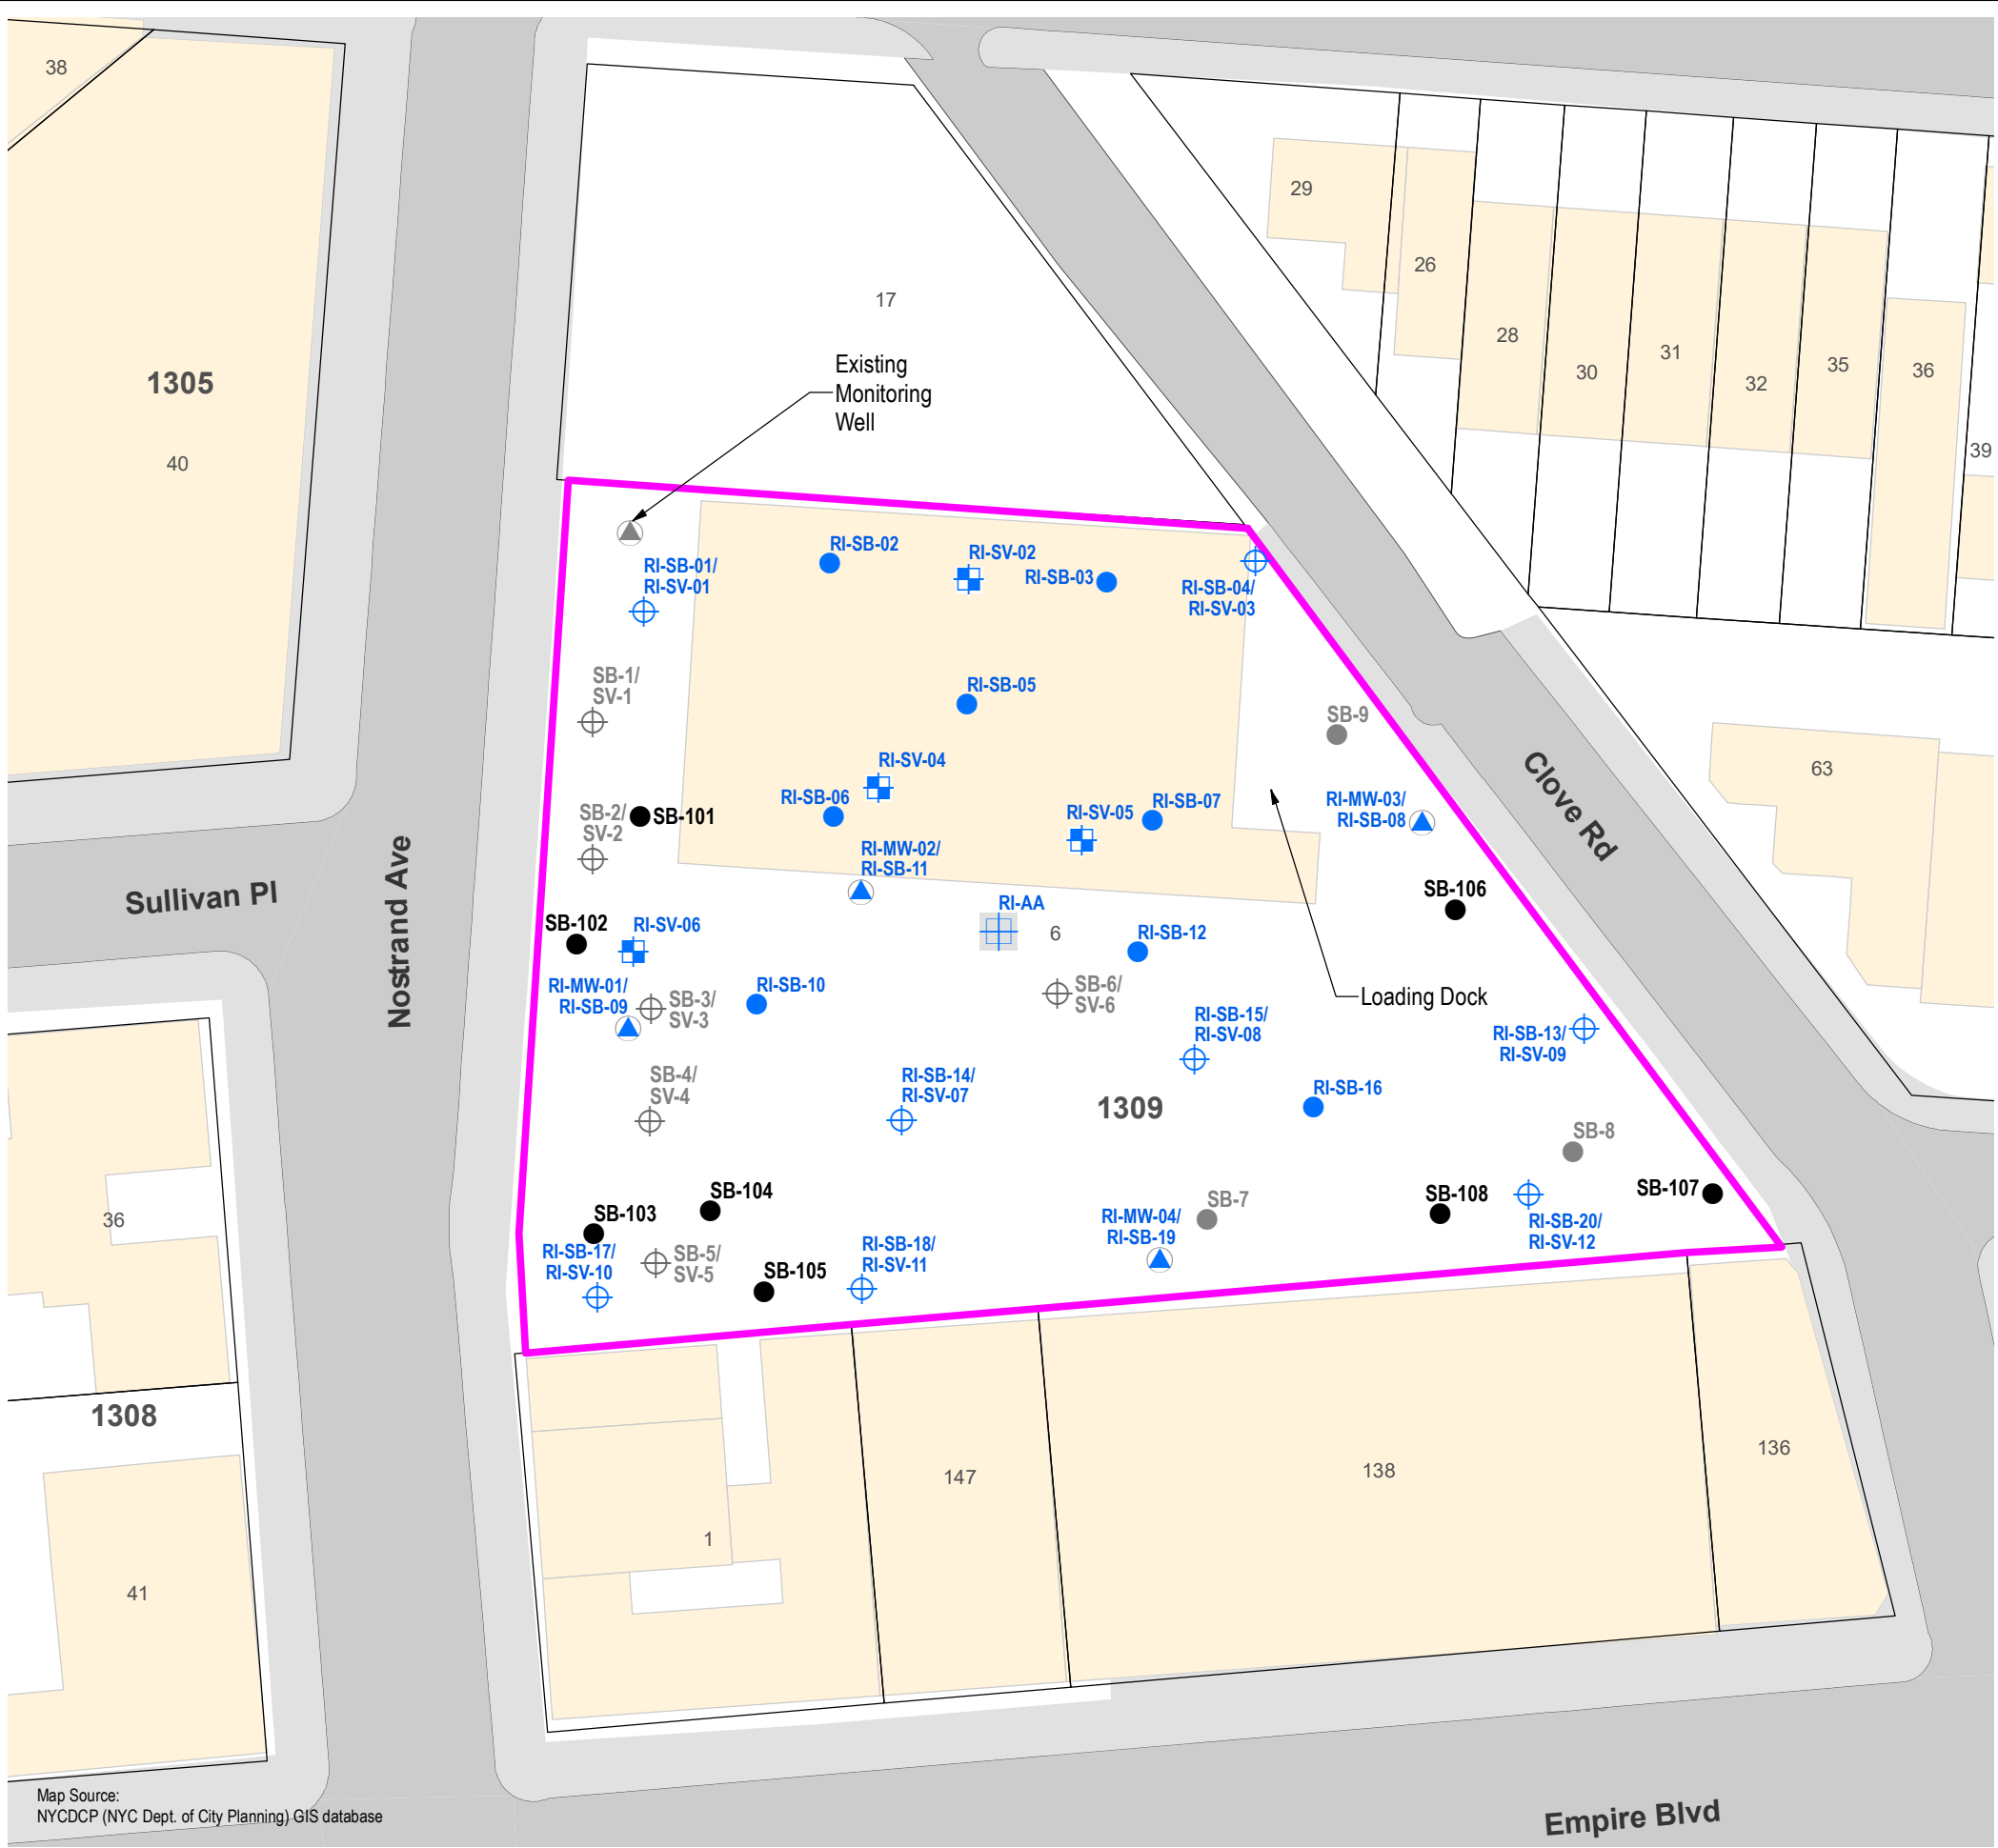 38
29
26
17
28
31
35
30
32
36
39
1305
40
Existing
Monitoring
Well
RI-SB-01/
RI-SV-01
RI-SB-02
RI-SV-02
RI-SB-03
RI-SB-04/
RI-SV-03
SB-1/
SV-1
RI-SB-05
SB-9
RI-SV-04
RI-SB-06
SB-2/
SV-2
SB-101
RI-SV-05
RI-SB-07
RI-MW-03/
RI-SB-08
Clove Rd
63
RI-MW-02/
RI-SB-11
Sullivan Pl
Nostrand Ave
SB-102
RI-SV-06
RI-AA
6
RI-SB-12
SB-106
RI-MW-01/
RI-SB-09
SB-3/
SV-3
RI-SB-10
SB-6/
SV-6
Loading Dock
RI-SB-15/
RI-SV-08
RI-SB-13/
RI-SV-09
SB-4/
SV-4
RI-SB-14/
RI-SV-07
1309
RI-SB-16
SB-8
SB-104
SB-103
SB-7
SB-108
SB-107
RI-MW-04/
RI-SB-19
RI-SB-20/
RI-SV-12
RI-SB-17/
RI-SV-10
SB-5/
SV-5
SB-105
RI-SB-18/
RI-SV-11
36
1308
41
1
147
138
136
Map Source:
NYCDCP (NYC Dept. of City Planning) GIS database
Empire Blvd